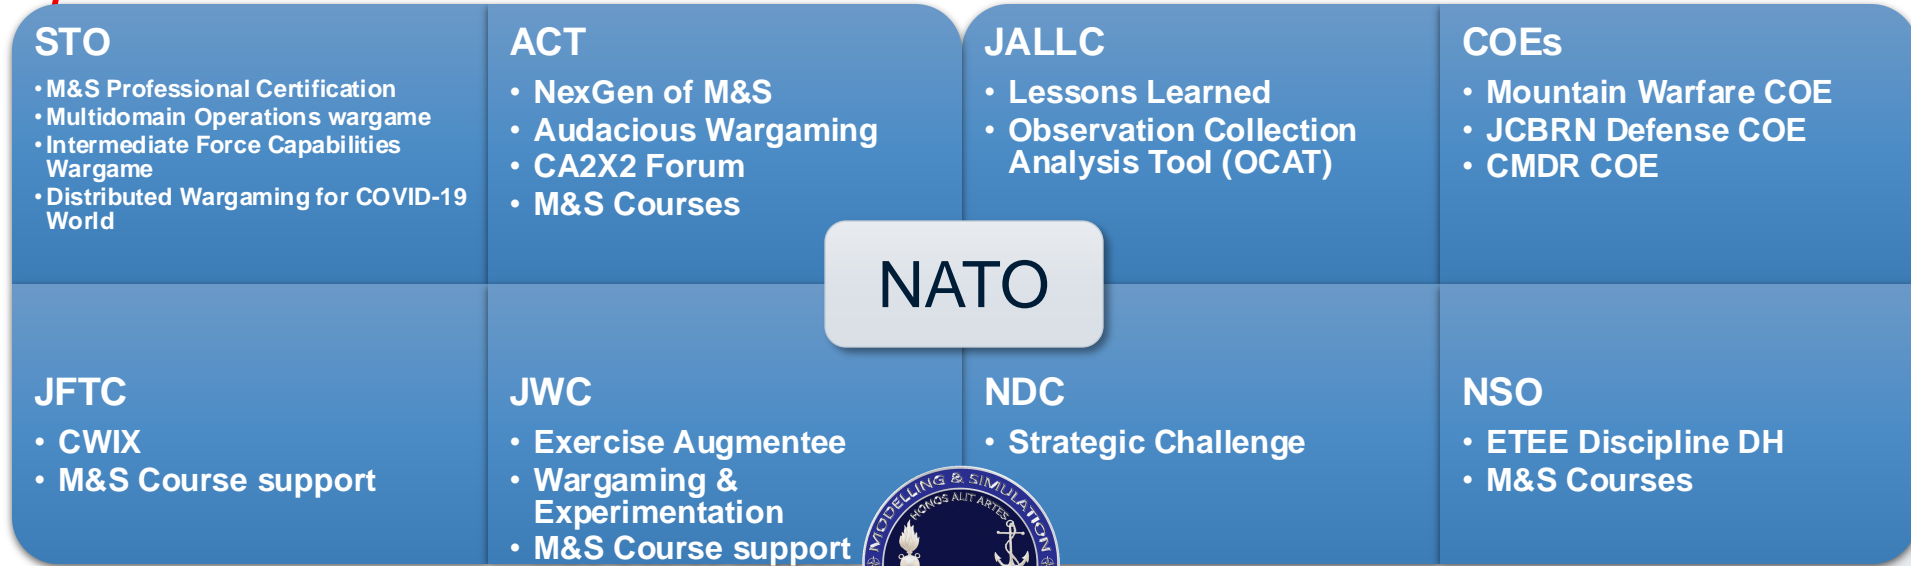 STO
• M&S Professional Certification
• Multidomain Operations wargame
• Intermediate Force Capabilities
Wargame
• Distributed Wargaming for COVID-19
World
ACT
• NexGen of M&S
• Audacious Wargaming
• CA2X2 Forum
• M&S Courses
JALLC
• Lessons Learned
• Observation Collection
Analysis Tool (OCAT)
COEs
• Mountain Warfare COE
• JCBRN Defense COE
• CMDR COE
NATO
JFTC
• CWIX
• M&S Course support
JWC
• Exercise Augmentee
• Wargaming &
Experimentation
• M&S Course support
NDC
• Strategic Challenge
NSO
• ETEE Discipline DH
• M&S Courses
MODELLING & SIMULATION
HONOS ALIT ARTES